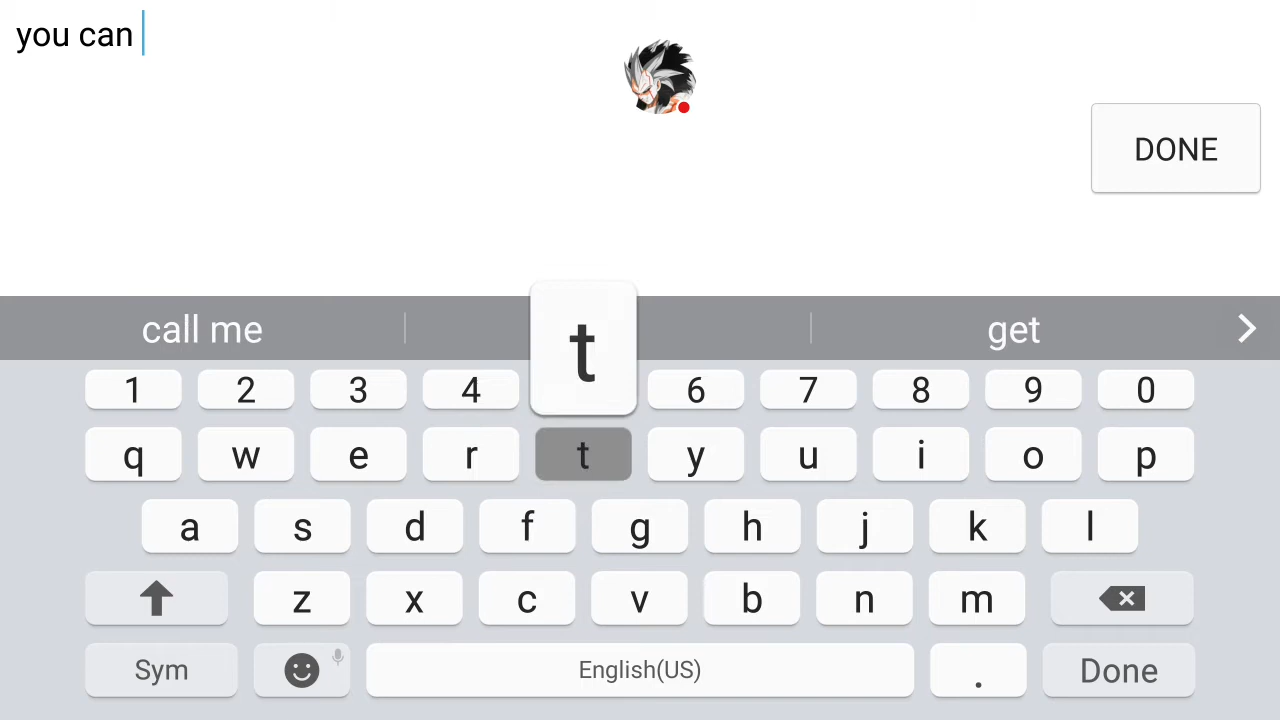 you can
DONE
call me
get
t
1 2 3 4 6 7 8 9 0
q w e r t y u i o p
a s d f g h j k l
z x c v b n m
Sym English(US) . Done